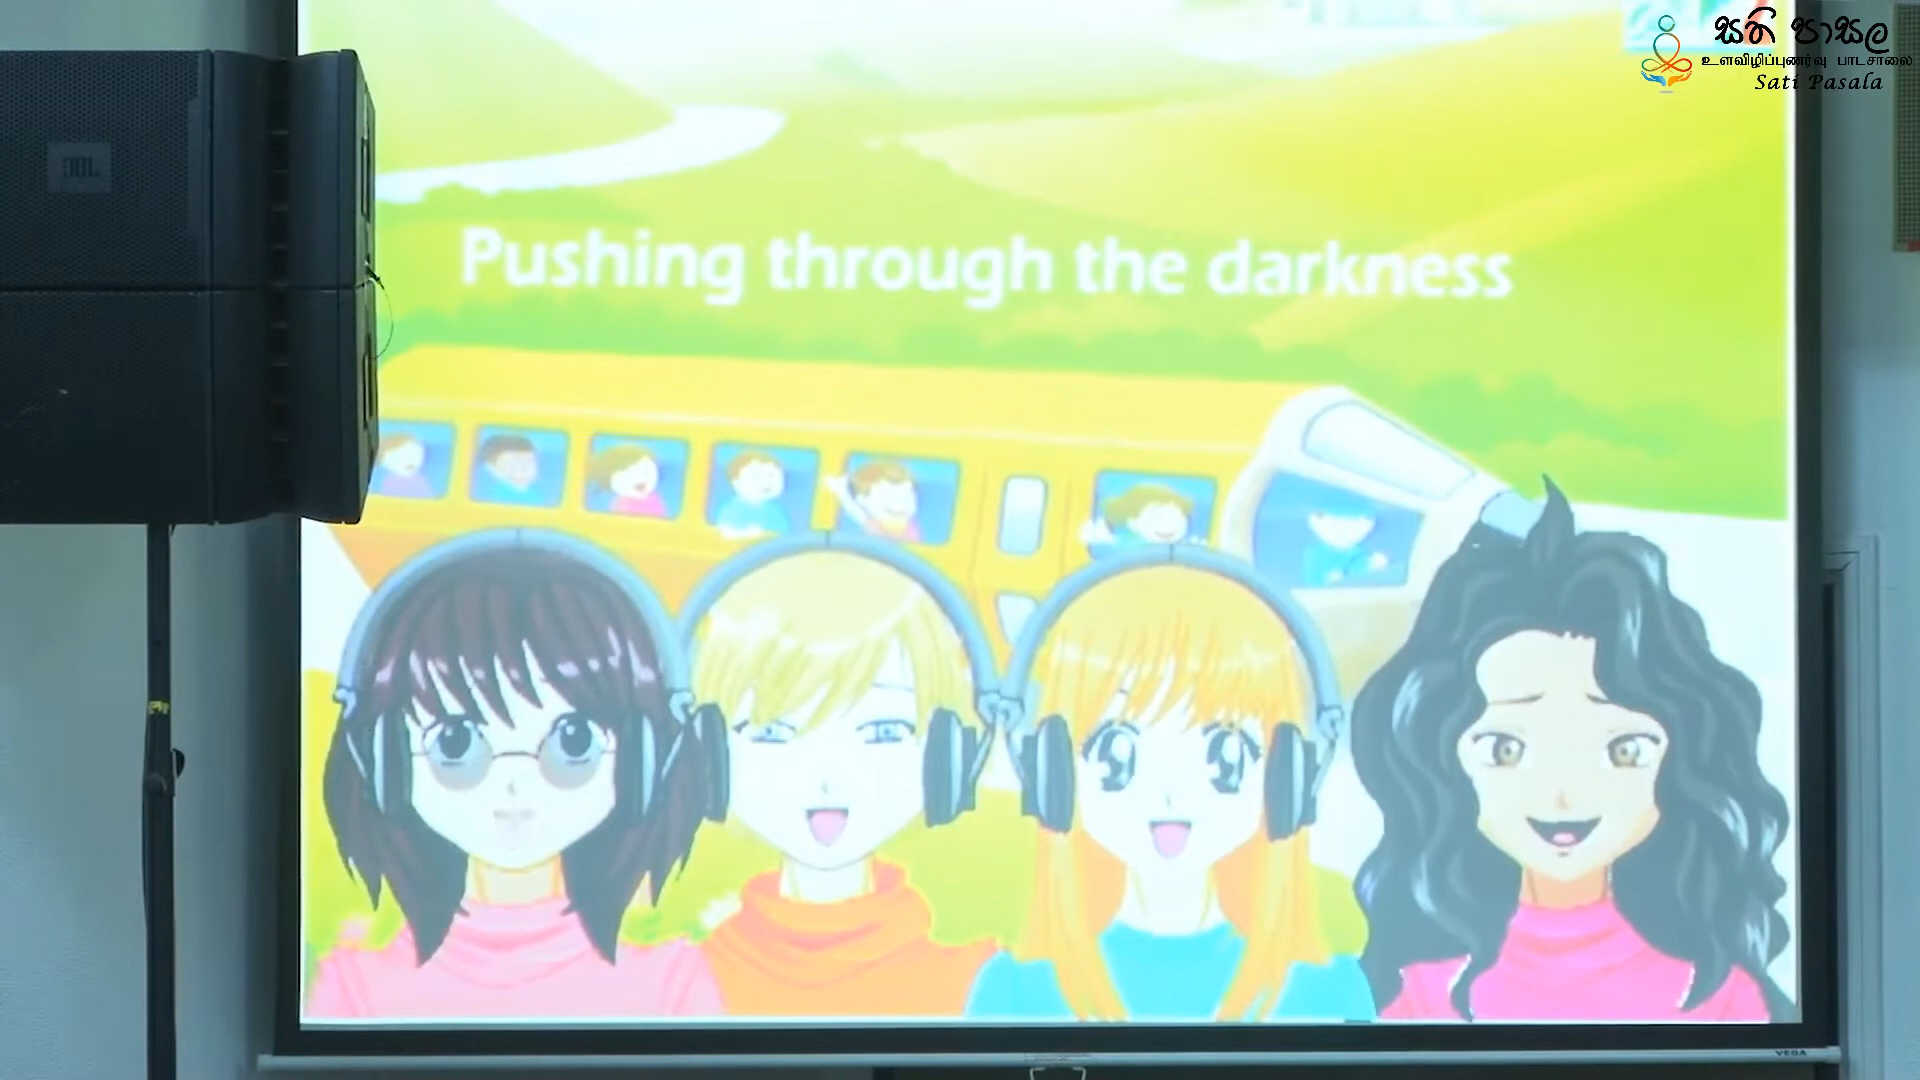 සති පාසල
உளவிழிப்புணர்வு பாடசாலை
Sati Pasala
JBL
Pushing through the darkness
VEGA